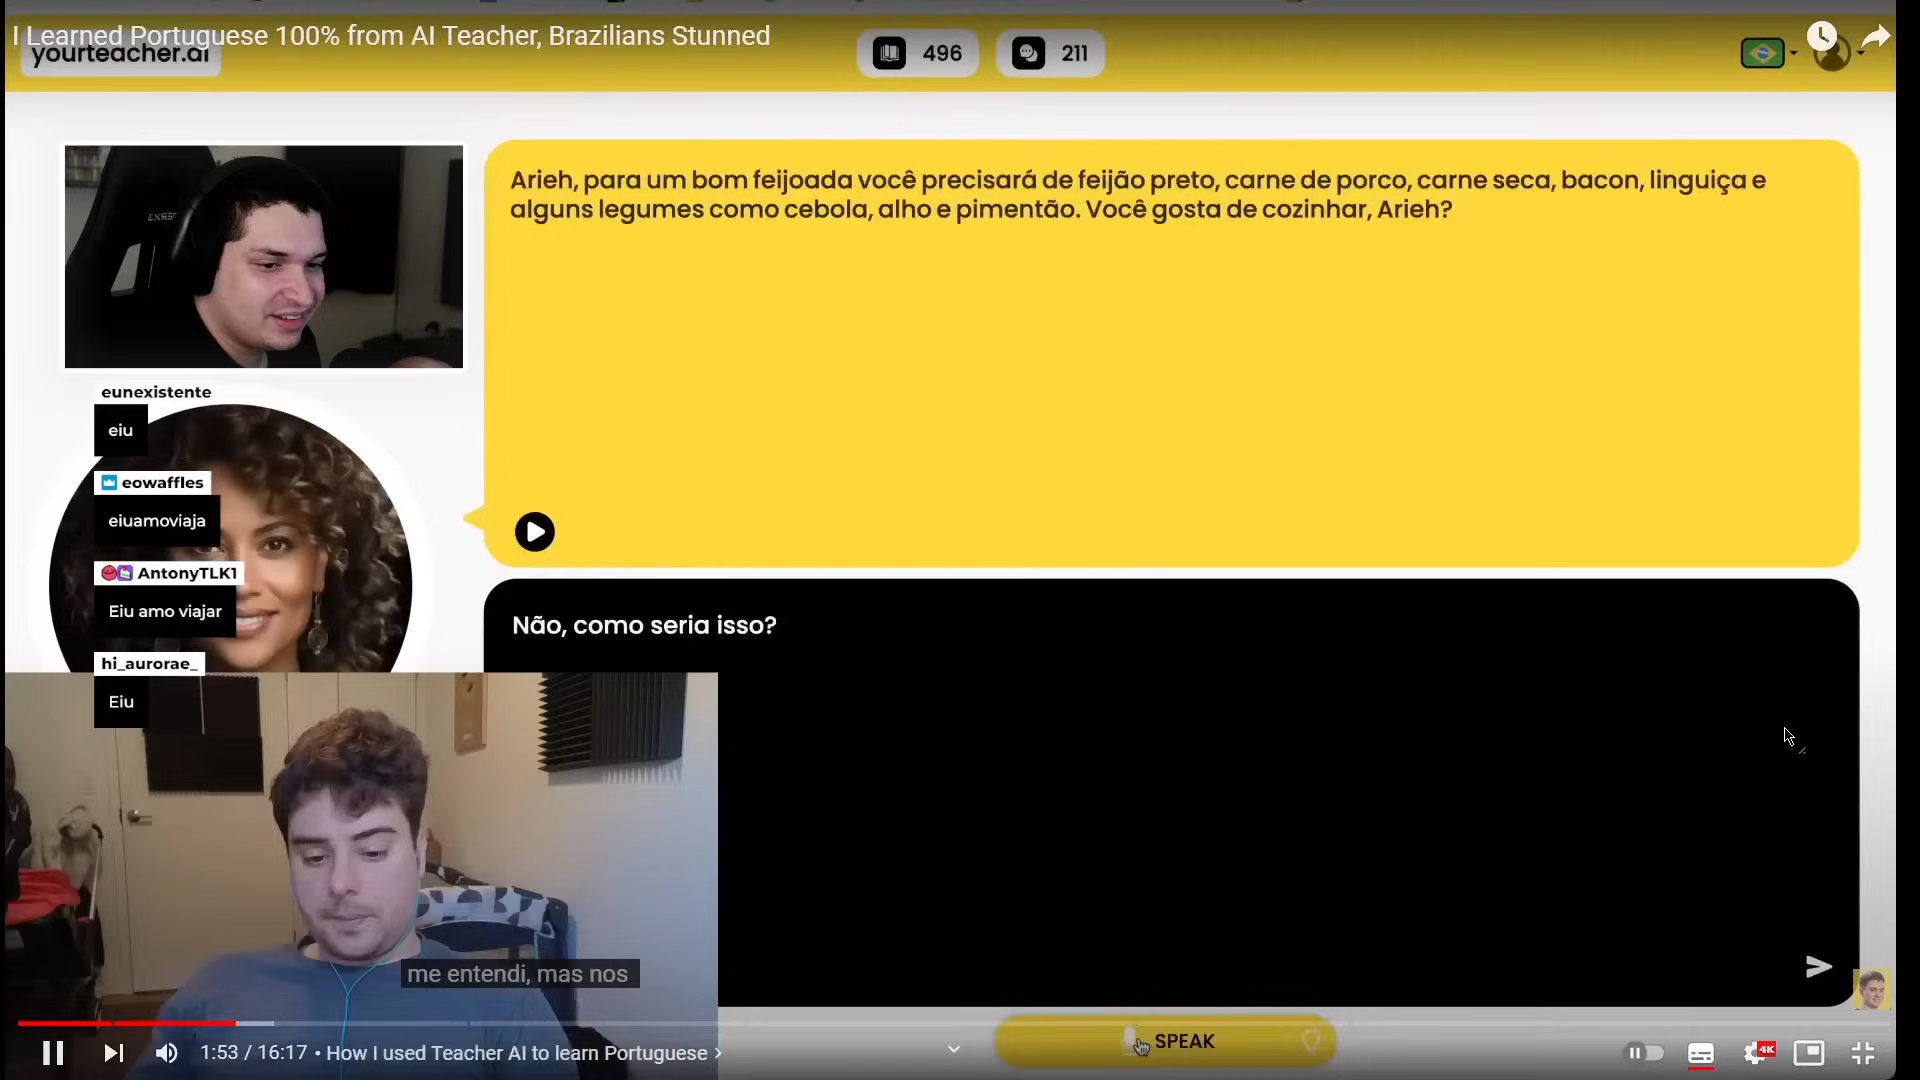 I Learned Portuguese 100% from AI Teacher, Brazilians Stunned
yourteacher.ai
496
211
Arieh, para um bom feijoada você precisará de feijão preto, carne de porco, carne seca, bacon, linguiça e
alguns legumes como cebola, alho e pimentão. Você gosta de cozinhar, Arieh?
eunexistente
eiu
eowaffles
eiuamoviaja
AntonyTLK1
Eiu amo viajar
hi_aurorae_
Eiu
Não, como seria isso?
me entendi, mas nos
SPEAK
1:53 / 16:17 • How I used Teacher AI to learn Portuguese
4K